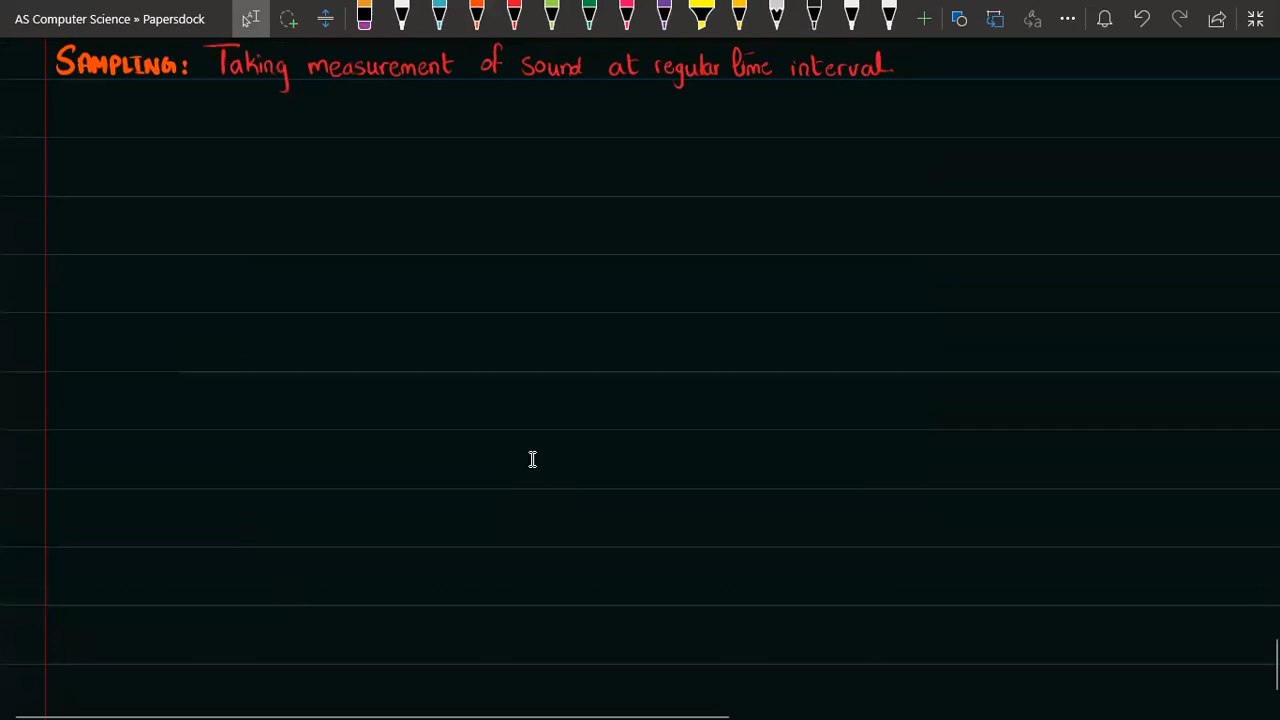 AS Computer Science » Papersdock
SAMPLING: Taking measurement of sound at regular time interval